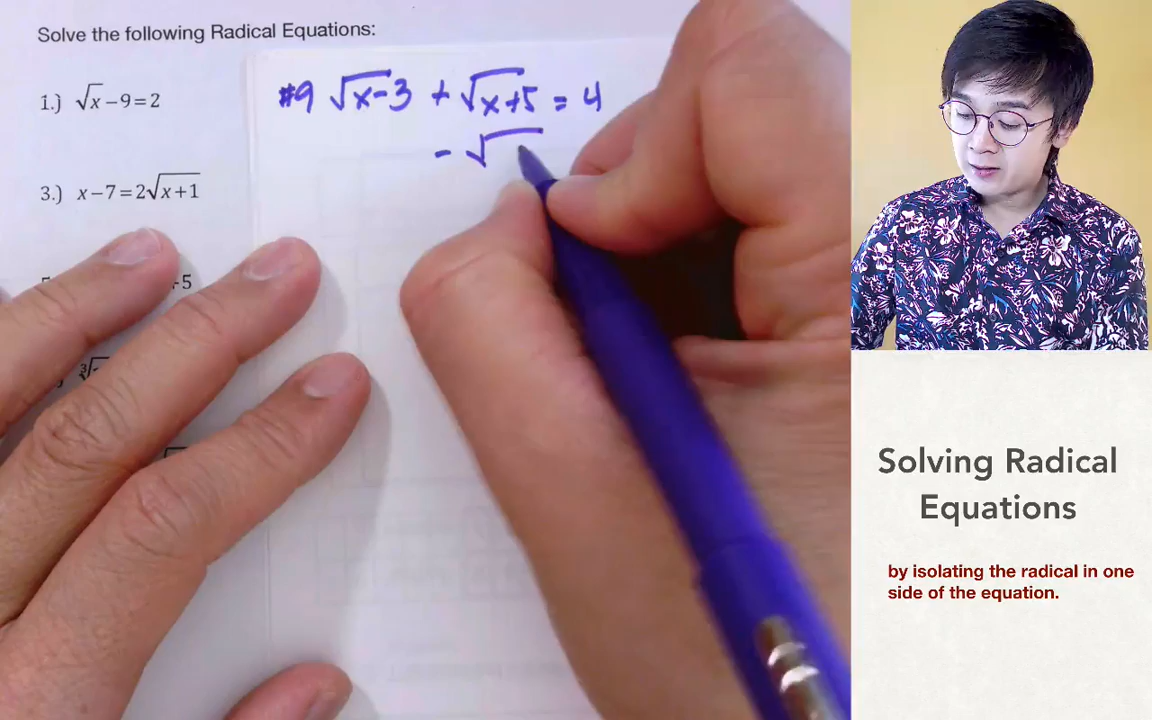 Solve the following Radical Equations:
1.) √x−9=2
#9 √x-3 + √x+5 = 4
- √
3.) x−7=2√x+1
5
3√
Solving Radical
Equations
by isolating the radical in one
side of the equation.